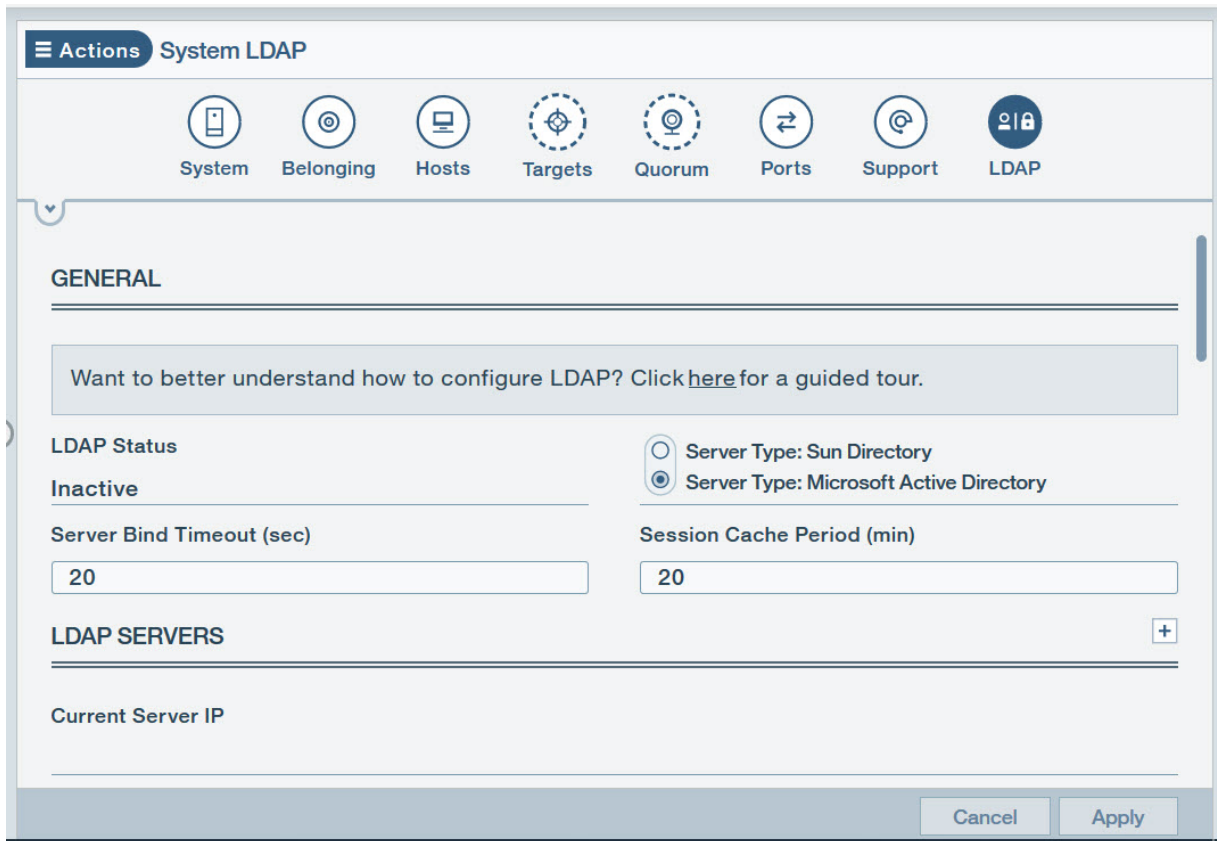 Actions System LDAP
System Belonging Hosts Targets Quorum Ports Support LDAP
GENERAL
Want to better understand how to configure LDAP? Click here for a guided tour.
LDAP Status
Inactive
Server Type: Sun Directory
Server Type: Microsoft Active Directory
Server Bind Timeout (sec)
20
Session Cache Period (min)
20
LDAP SERVERS
Current Server IP
Cancel Apply